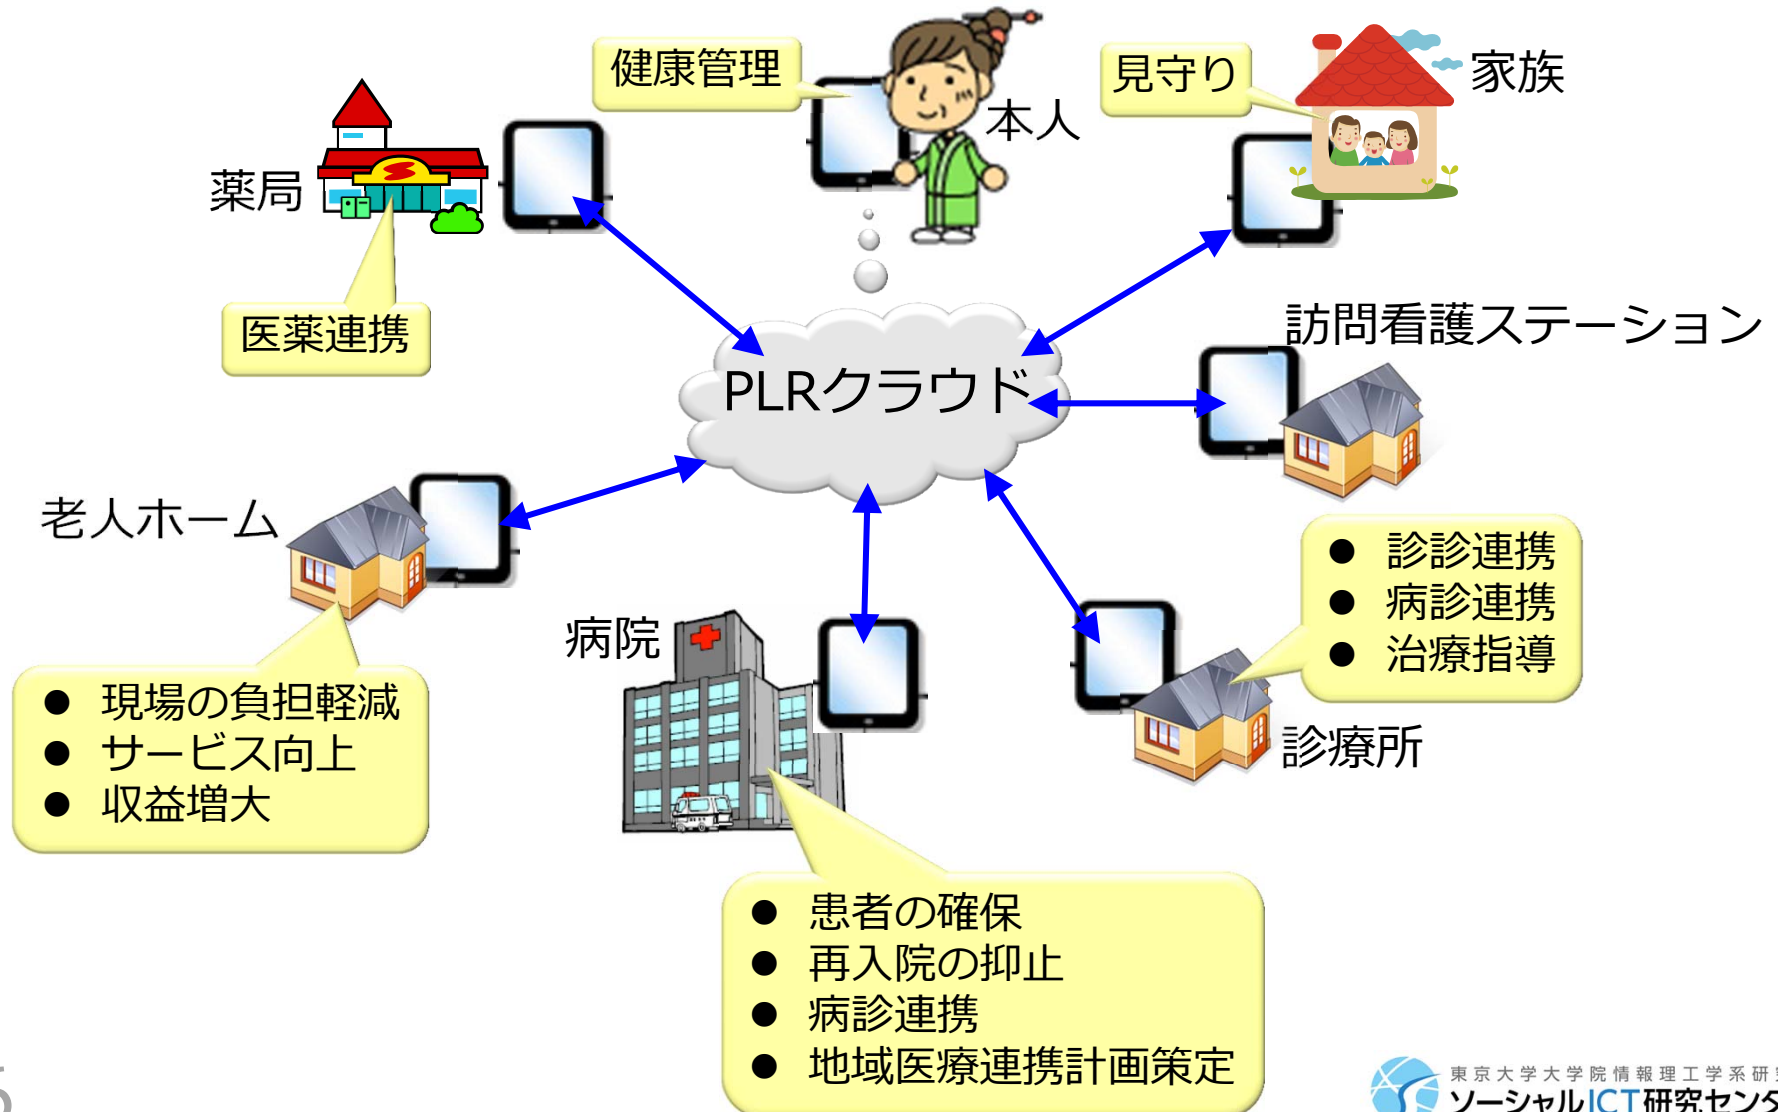 健康管理
本人
見守り
家族
薬局
医薬連携
訪問看護ステーション
PLRクラウド
老人ホーム
● 現場の負担軽減
● サービス向上
● 収益増大
病院
● 診診連携
● 病診連携
● 治療指導
診療所
● 患者の確保
● 再入院の抑止
● 病診連携
● 地域医療連携計画策定
東京大学大学院情報理工学系研
ソーシャルICT研究センタ